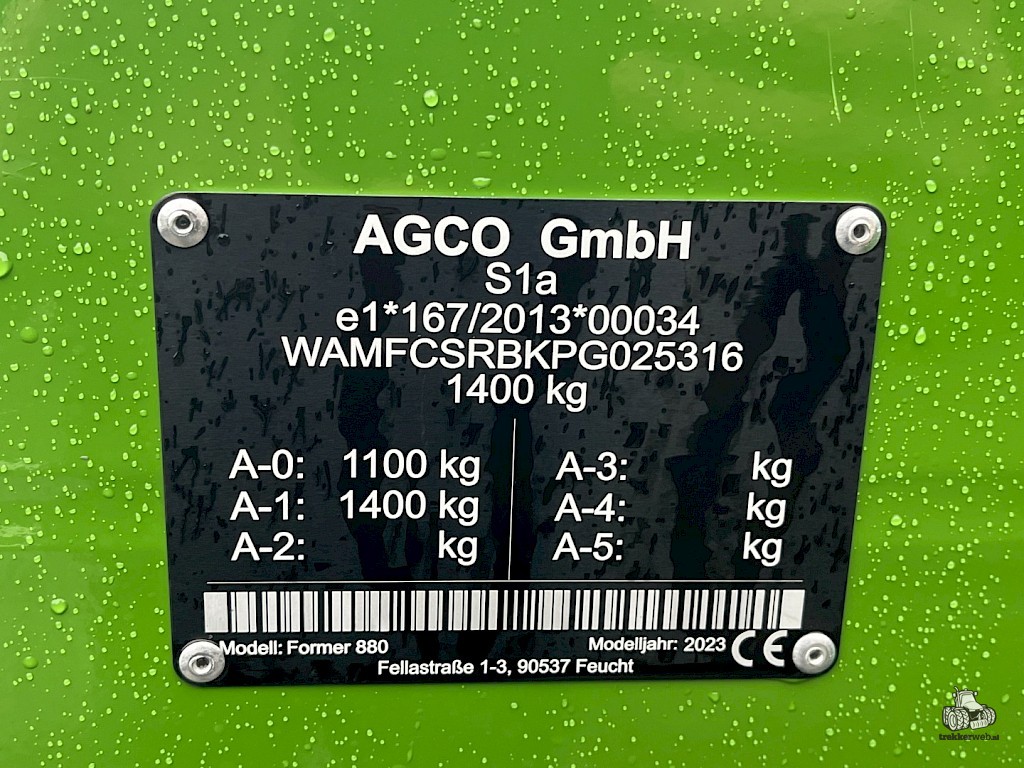 AGCO GmbH
S1a
e1*167/2013*00034
WAMFCSRBKPG025316
1400 kg
A-0: 1100 kg
A-1: 1400 kg
A-2: kg
A-3: kg
A-4: kg
A-5: kg
Modell: Former 880
Modelljahr: 2023 CE
Fellastraße 1-3, 90537 Feucht
trekkerweb.nl